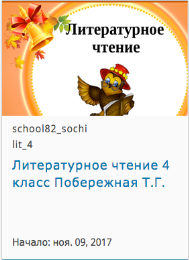 Литературное
чтение
school82_sochi
lit_4
Литературное чтение 4
класс Побережная Т.Г.
Начало: ноя. 09, 2017